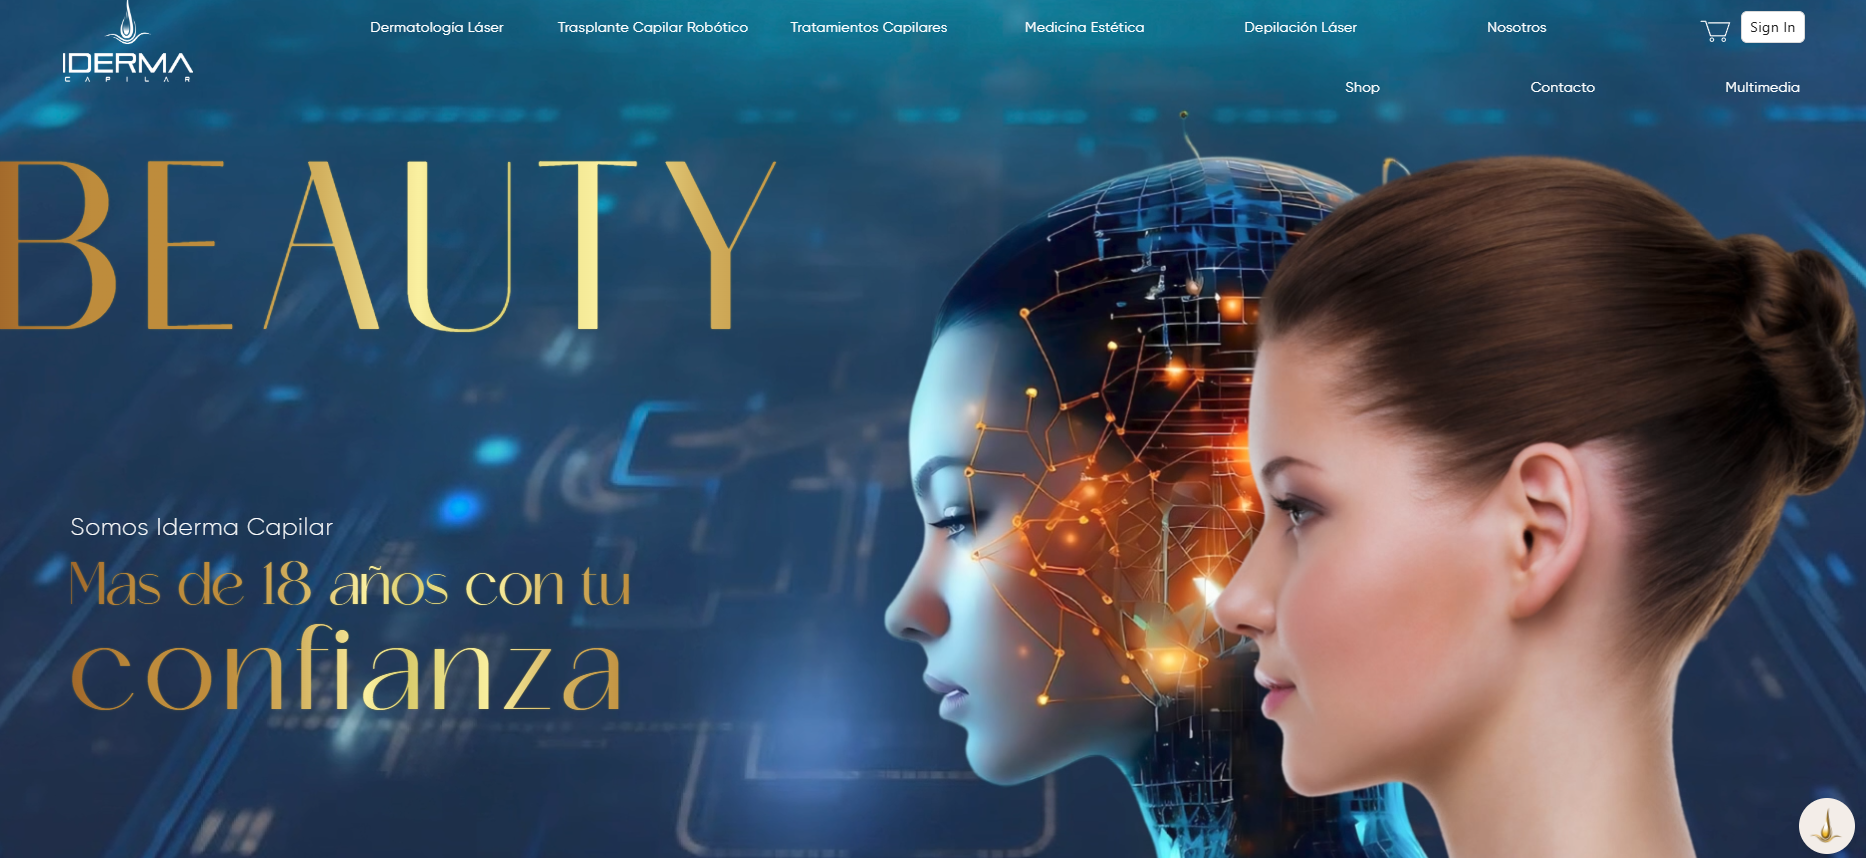 Dermatología Láser
Trasplante Capilar Robótico
Tratamientos Capilares
Medicína Estética
Depilación Láser
Nosotros
Sign In
IDERMA
CAPILAR
Shop
Contacto
Multimedia
BEAUTY
Somos Iderma Capilar
Mas de 18 años con tu
confianza